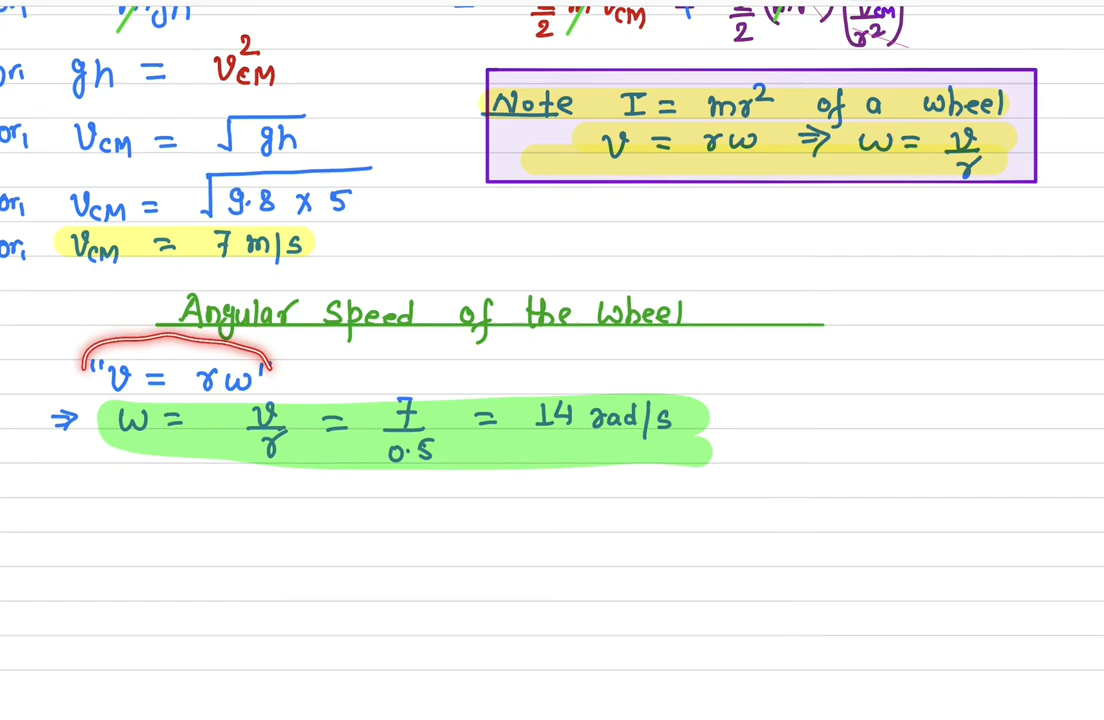 or, gh = v²CM
Note I = mr² of a wheel
or, vCM = √gh
v = rω ⇒ ω = v/r
or, vCM = √9.8 x 5
or, vCM = 7 m/s
Angular speed of the wheel
"v = rω"
⇒ ω = v/r = 7/0.5 = 14 rad/s